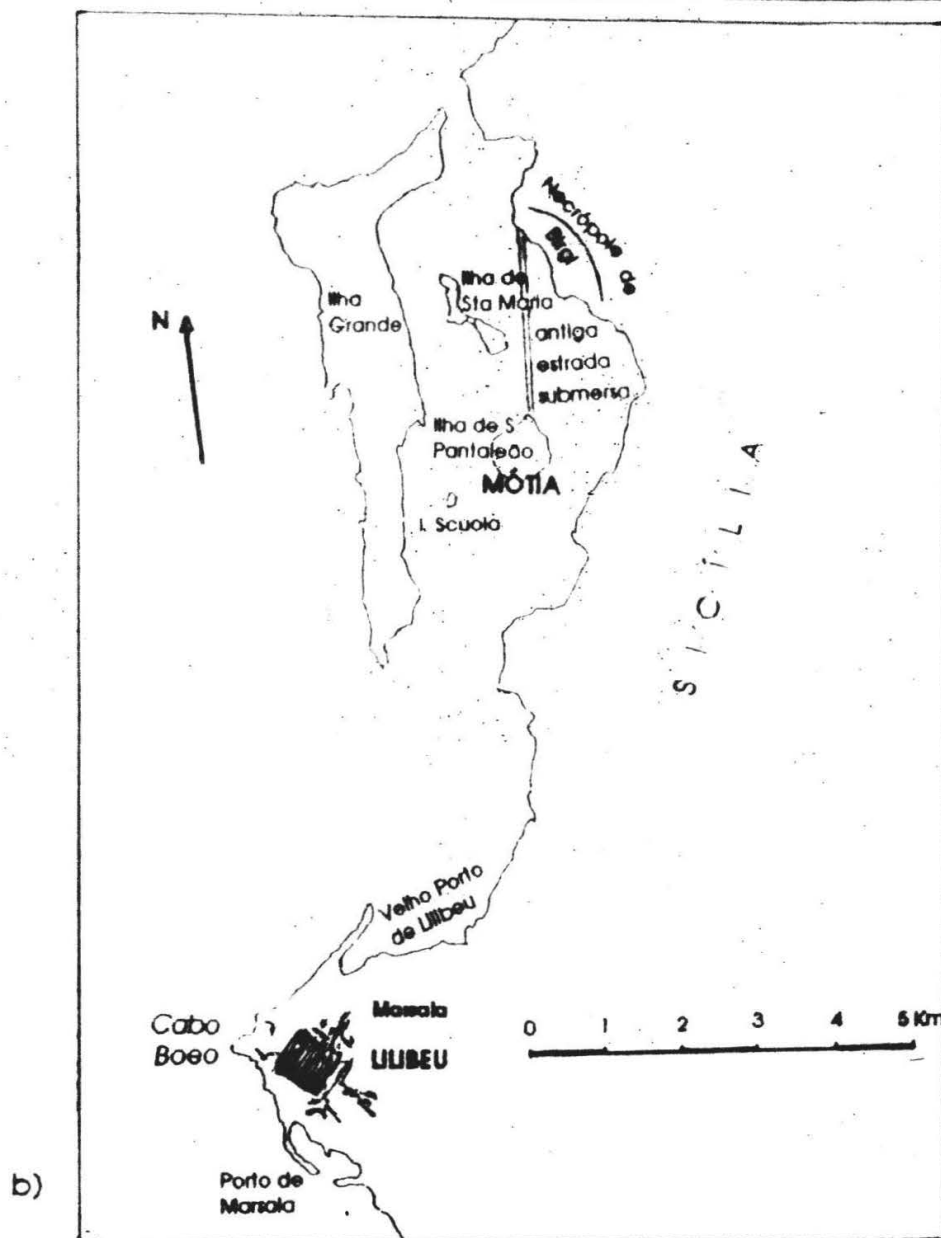 Necrópole de
Birgi
Ilha de
Sta Maria
Ilha
Grande
N
antiga
estrada
submersa
Ilha de S
Pantaleão
MÓTIA
I. Scuola
SICÍLIA
Velho Porto
de Lilibeu
Cabo
Boeo
Marsala
LILIBEU
0 1 2 3 4 5 Km
Porto de
Marsala
b)